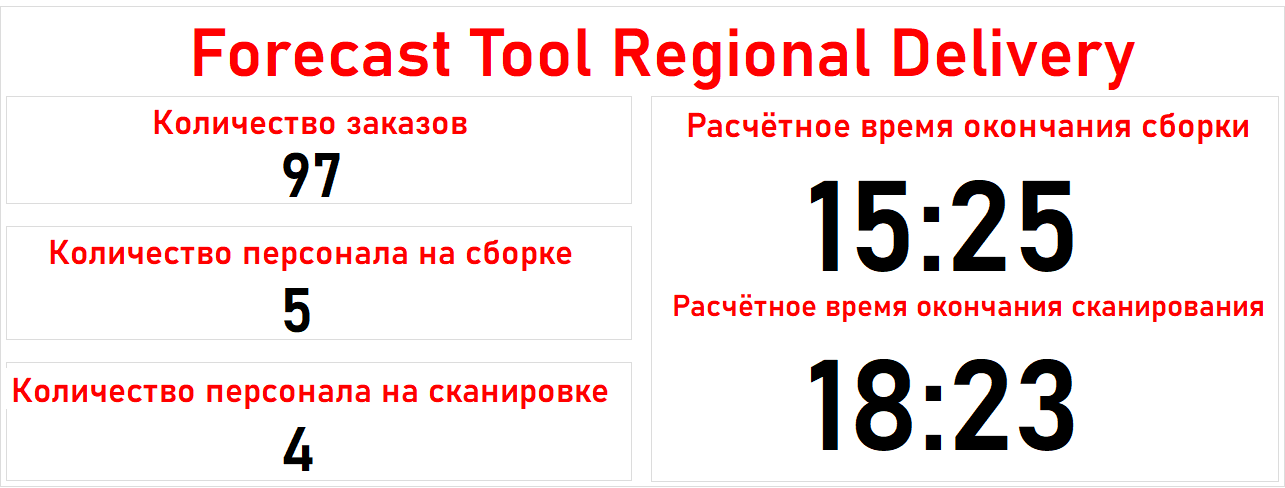 Forecast Tool Regional Delivery
Количество заказов
97
Количество персонала на сборке
5
Количество персонала на сканировке
4
Расчётное время окончания сборки
15:25
Расчётное время окончания сканирования
18:23